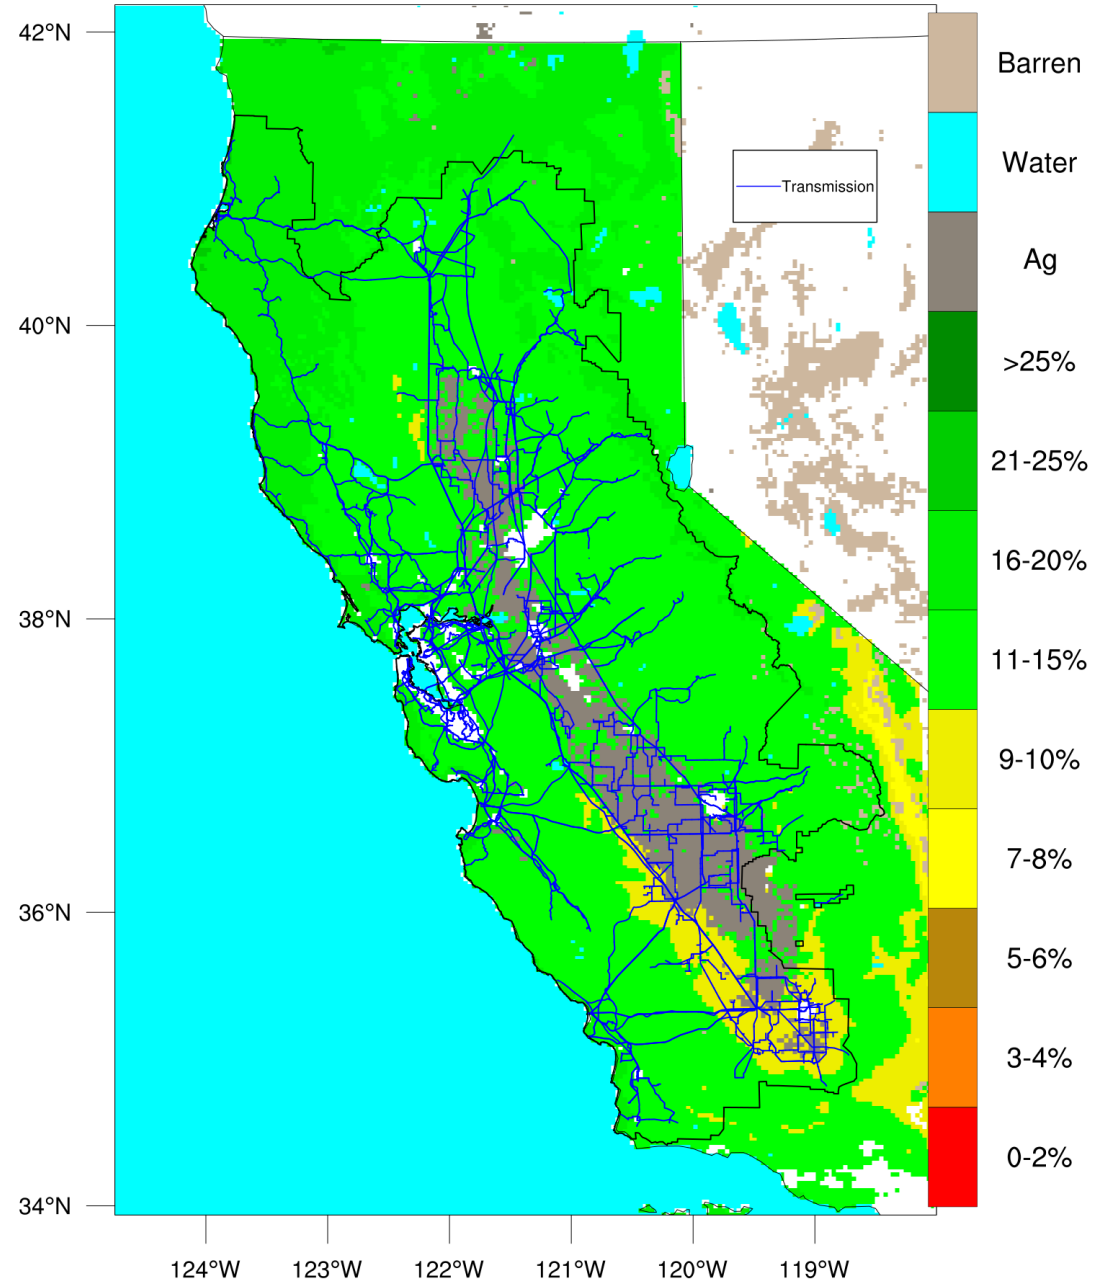 42°N
40°N
38°N
36°N
34°N
124°W
123°W
122°W
121°W
120°W
119°W
Transmission
Barren
Water
Ag
>25%
21-25%
16-20%
11-15%
9-10%
7-8%
5-6%
3-4%
0-2%